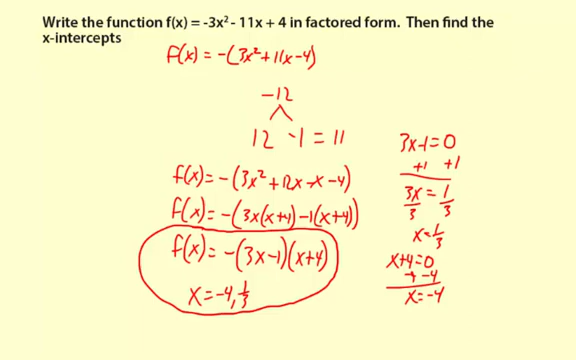 Write the function f(x) = -3x² - 11x + 4 in factored form. Then find the
x-intercepts
f(x) = -(3x² + 11x - 4)
-12
12 -1 = 11
f(x) = -(3x² + 12x - x - 4)
f(x) = -(3x(x+4) - 1(x+4))
f(x) = -(3x-1)(x+4)
x = -4, 1/3
3x-1=0
+1 +1
3x/3 = 1/3
x=1/3
x+4=0
-4 -4
x=-4